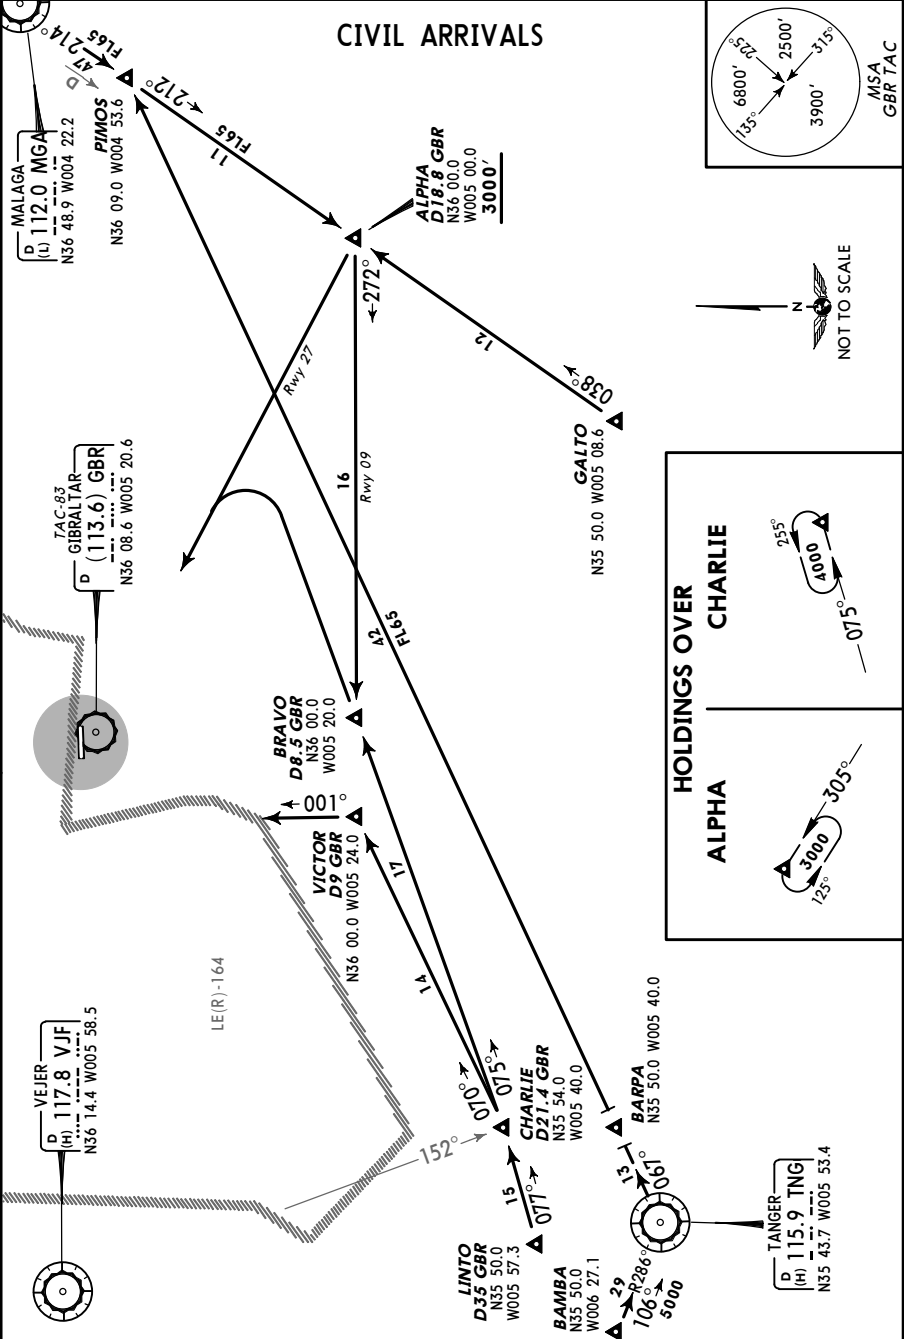 CIVIL ARRIVALS
VEJER
D
(H) 117.8 VJF
N36 14.4 W005 58.5
LE(R)-164
TAC-83
GIBRALTAR
D
(113.6) GBR
N36 08.6 W005 20.6
MALAGA
D
(L) 112.0 MGA
N36 48.9 W004 22.2
214°
FL65
47
D
PIMOS
N36 09.0 W004 53.6
212°
FL65
11
ALPHA
D18.8 GBR
N36 00.0
W005 00.0
3000'
272°
16
Rwy 09
Rwy 27
BRAVO
D8.5 GBR
N36 00.0
W005 20.0
VICTOR
D9 GBR
N36 00.0 W005 24.0
001°
14
17
42
FL65
12
038°
GALTO
N35 50.0 W005 08.6
070°
075°
CHARLIE
D21.4 GBR
N35 54.0
W005 40.0
152°
15
077°
LINTO
D35 GBR
N35 50.0
W005 57.3
BARPA
N35 50.0 W005 40.0
13
067°
BAMBA
N35 50.0
W006 27.1
29
R286°
106°
5000
TANGER
D
(H) 115.9 TNG
N35 43.7 W005 53.4
HOLDINGS OVER
ALPHA
3000
125°
305°
CHARLIE
4000
255°
075°
N
NOT TO SCALE
135°
225°
315°
6800'
2500'
3900'
MSA
GBR TAC